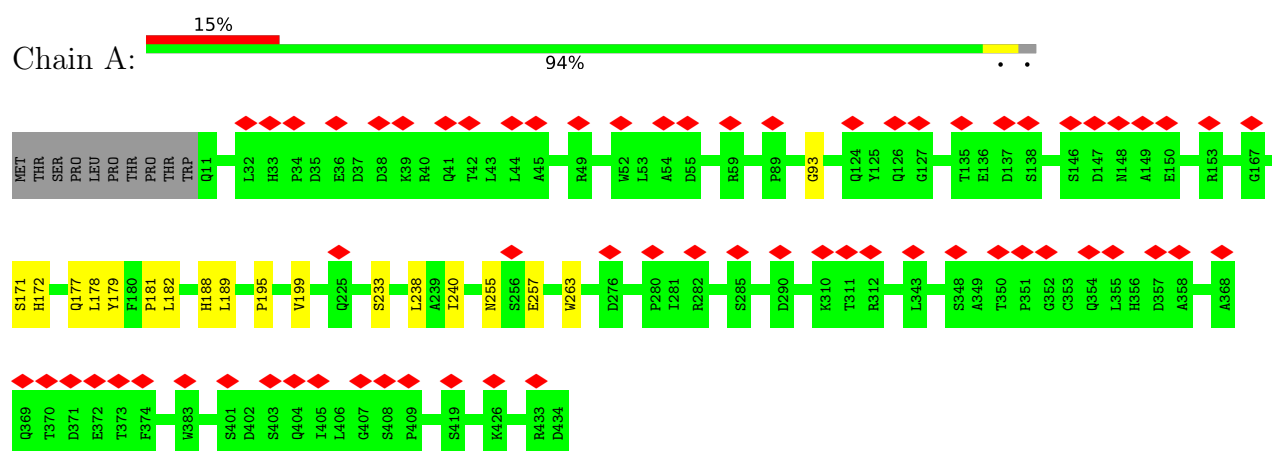 15%
Chain A:
94%
• •
MET THR SER PRO LEU PRO THR PRO THR TRP Q11 L32 H33 P34 D35 E36 D37 D38 K39 R40 Q41 T42 L43 L44 A45 R49 W52 L53 A54 D55 R59 P89 G93 Q124 Y125 Q126 G127 T135 E136 D137 S138 S146 D147 N148 A149 E150 R153 G167
S171 H172 Q177 L178 Y179 F180 P181 L182 H188 L189 P195 V199 Q225 S233 L238 A239 I240 N255 S256 E257 W263 D276 P280 I281 R282 S285 D290 K310 T311 R312 L343 S348 A349 T350 P351 G352 C353 Q354 L355 H356 D357 A358 A368
Q369 T370 D371 E372 T373 F374 W383 S401 D402 S403 Q404 I405 L406 G407 S408 P409 S419 K426 R433 D434